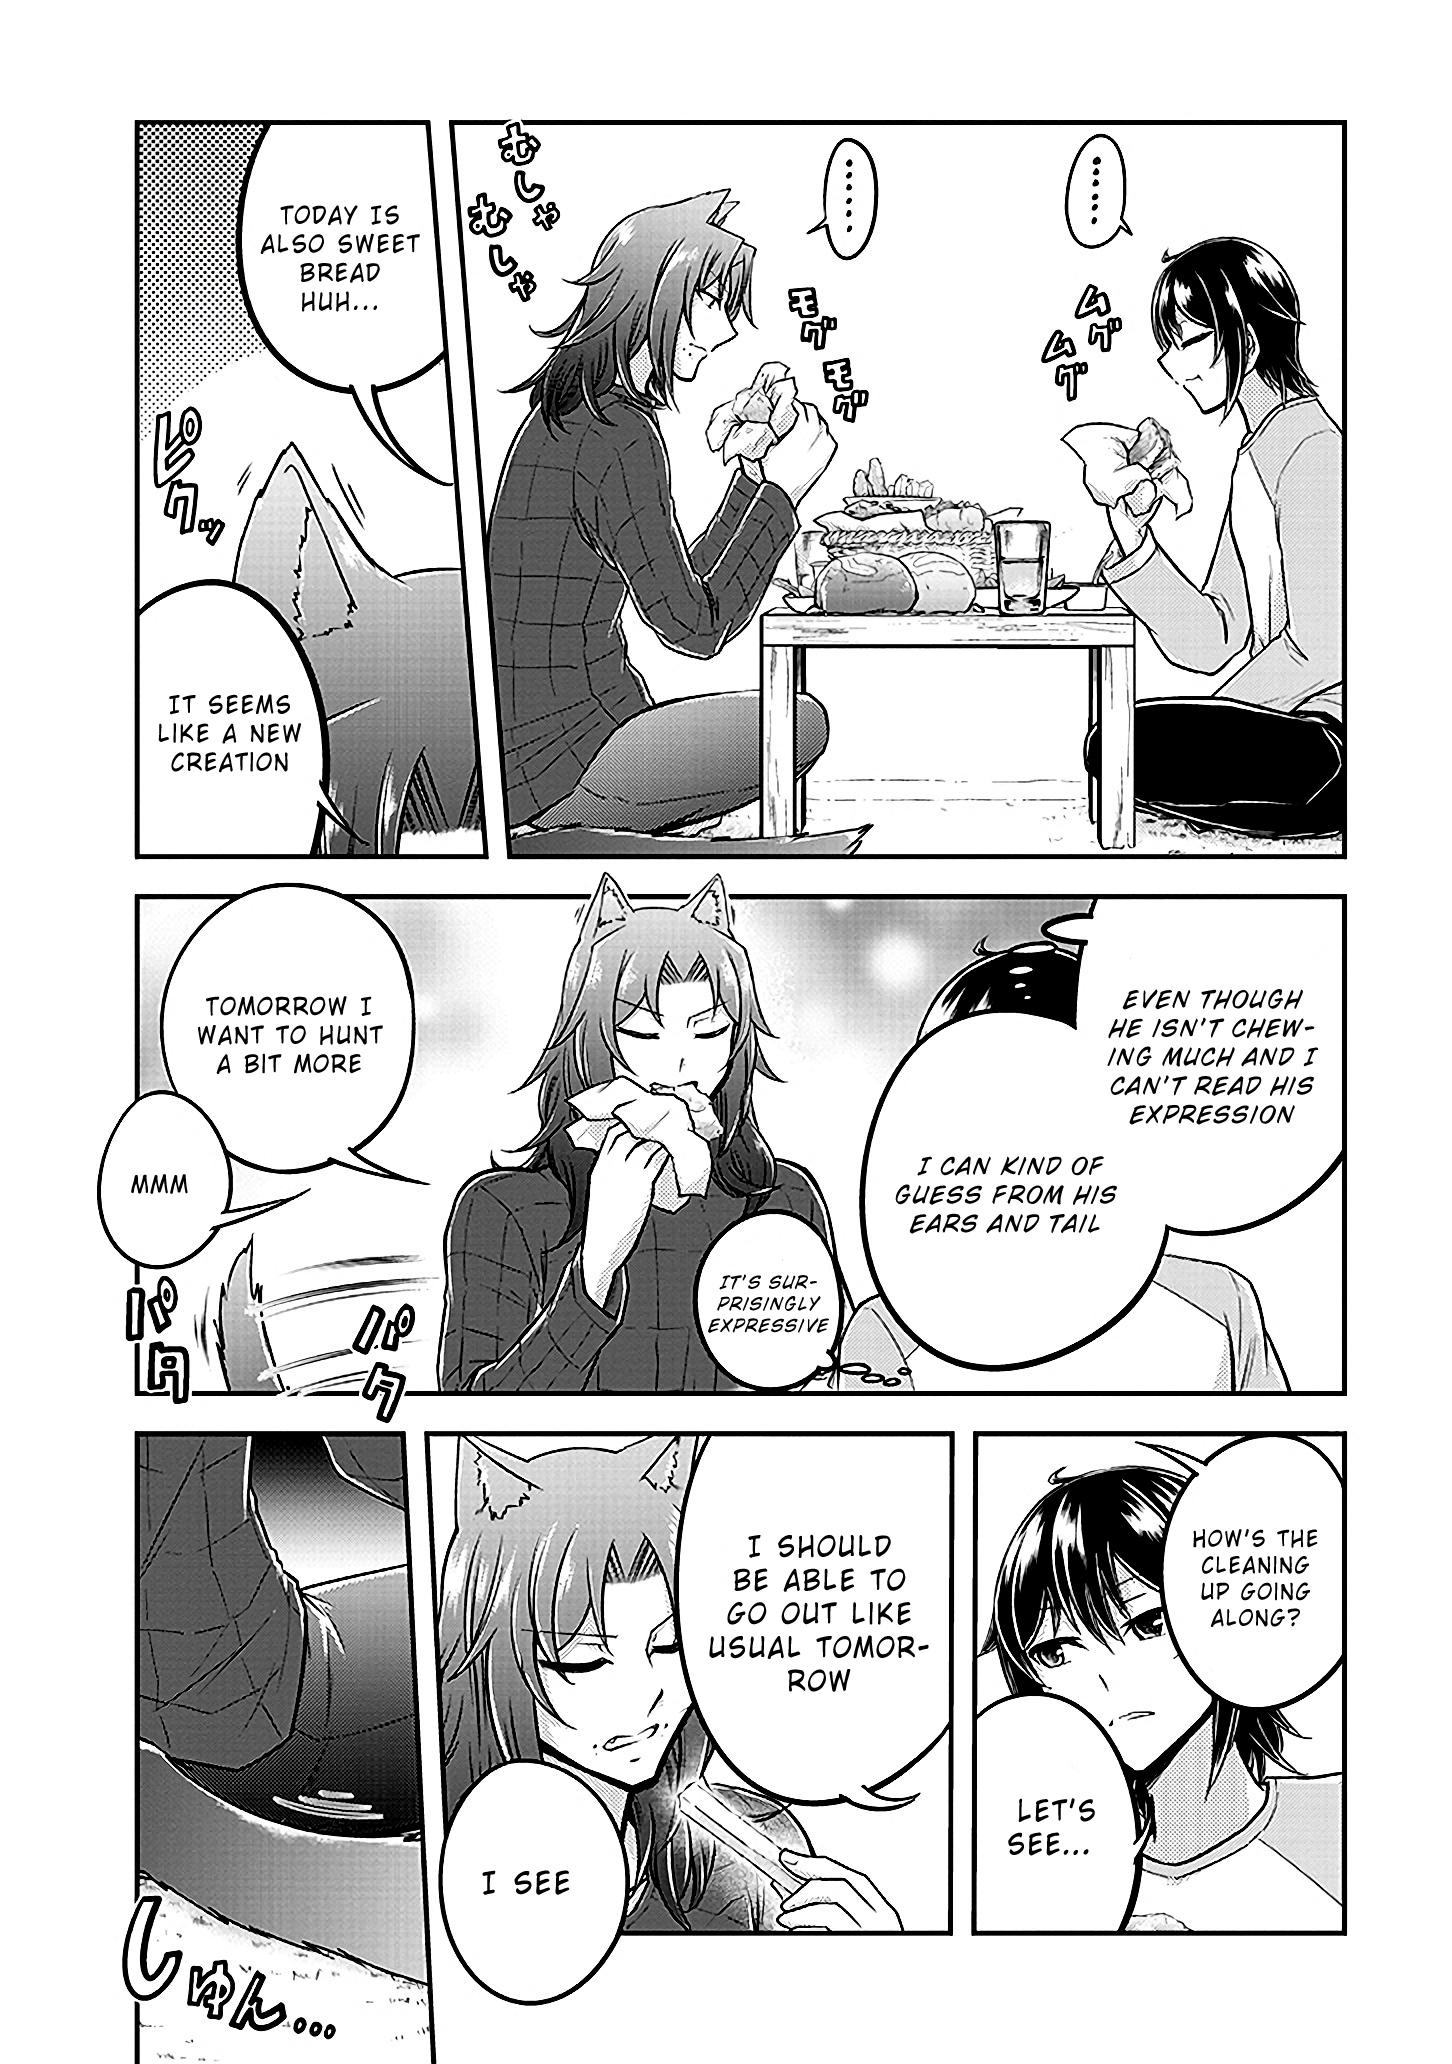 ......
......
ムグ
ムグ
モグ
モグ
むしゃ
むしゃ
TODAY IS
ALSO SWEET
BREAD
HUH...
ピクッ
IT SEEMS
LIKE A NEW
CREATION
EVEN THOUGH
HE ISN'T CHEW-
ING MUCH AND I
CAN'T READ HIS
EXPRESSION
I CAN KIND OF
GUESS FROM HIS
EARS AND TAIL
IT'S SUR-
PRISINGLY
EXPRESSIVE
TOMORROW I
WANT TO HUNT
A BIT MORE
MMM
パタ
パタ
HOW'S THE
CLEANING
UP GOING
ALONG?
LET'S
SEE...
I SHOULD
BE ABLE TO
GO OUT LIKE
USUAL TOMOR-
ROW
I SEE
しゅん...